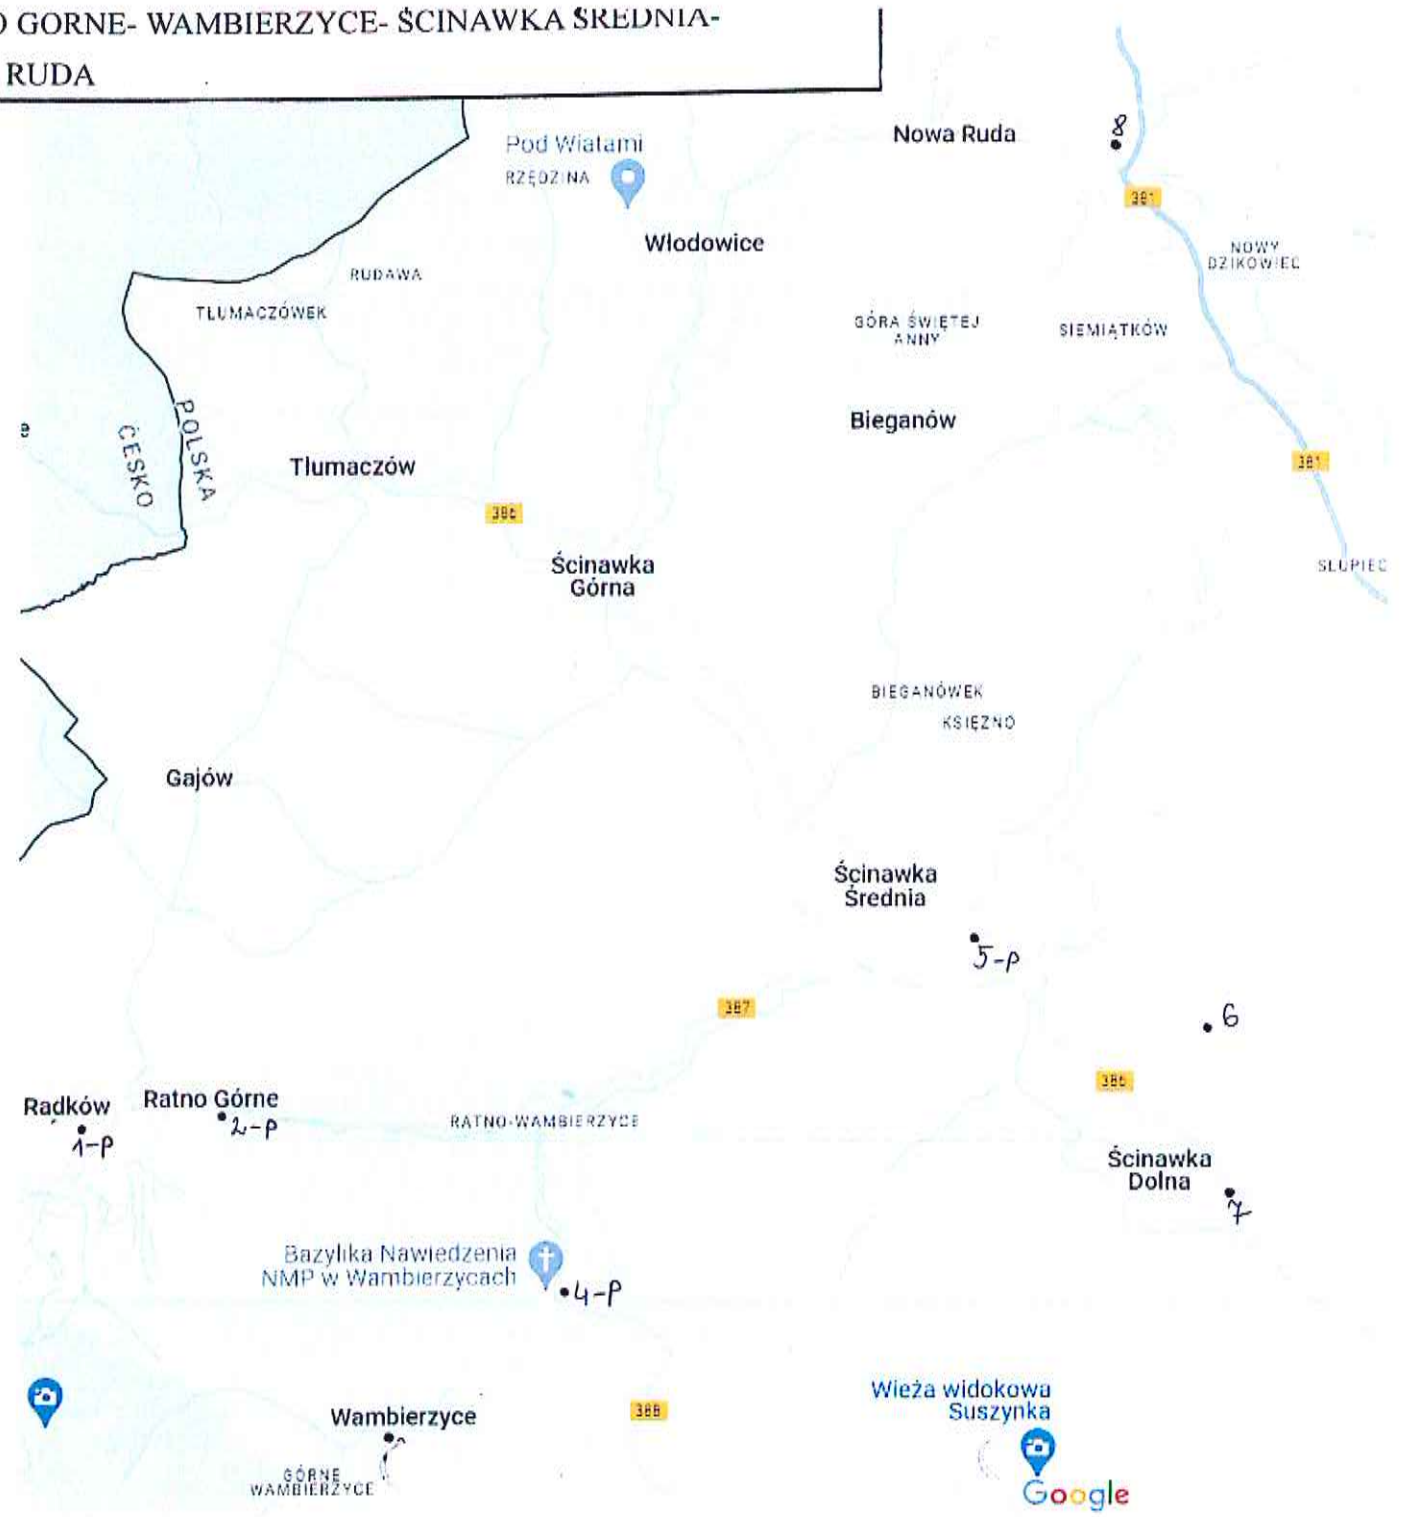 GORNE- WAMBIERZYCE- ŚCINAWKA ŚREDNIA-
RUDA
Pod Wiatami
RZĘDZINA
Nowa Ruda
8
381
Włodowice
NOWY
DZIKOWIEC
RUDAWA
TŁUMACZÓWEK
GÓRA ŚWIĘTEJ
ANNY
SIEMIĄTKÓW
POLSKA
ČESKO
e
Bieganów
Tłumaczów
381
386
Ścinawka
Górna
SŁUPIEC
BIEGANÓWEK
KSIĘŻNO
Gajów
Ścinawka
Średnia
5-p
387
6
386
Radków
1-p
Ratno Górne
2-p
RATNO-WAMBIERZYCE
Ścinawka
Dolna
7
Bazylika Nawiedzenia
NMP w Wambierzycach
4-p
Wieża widokowa
Suszynka
Wambierzyce
388
GÓRNE
WAMBIERZYCE
Google